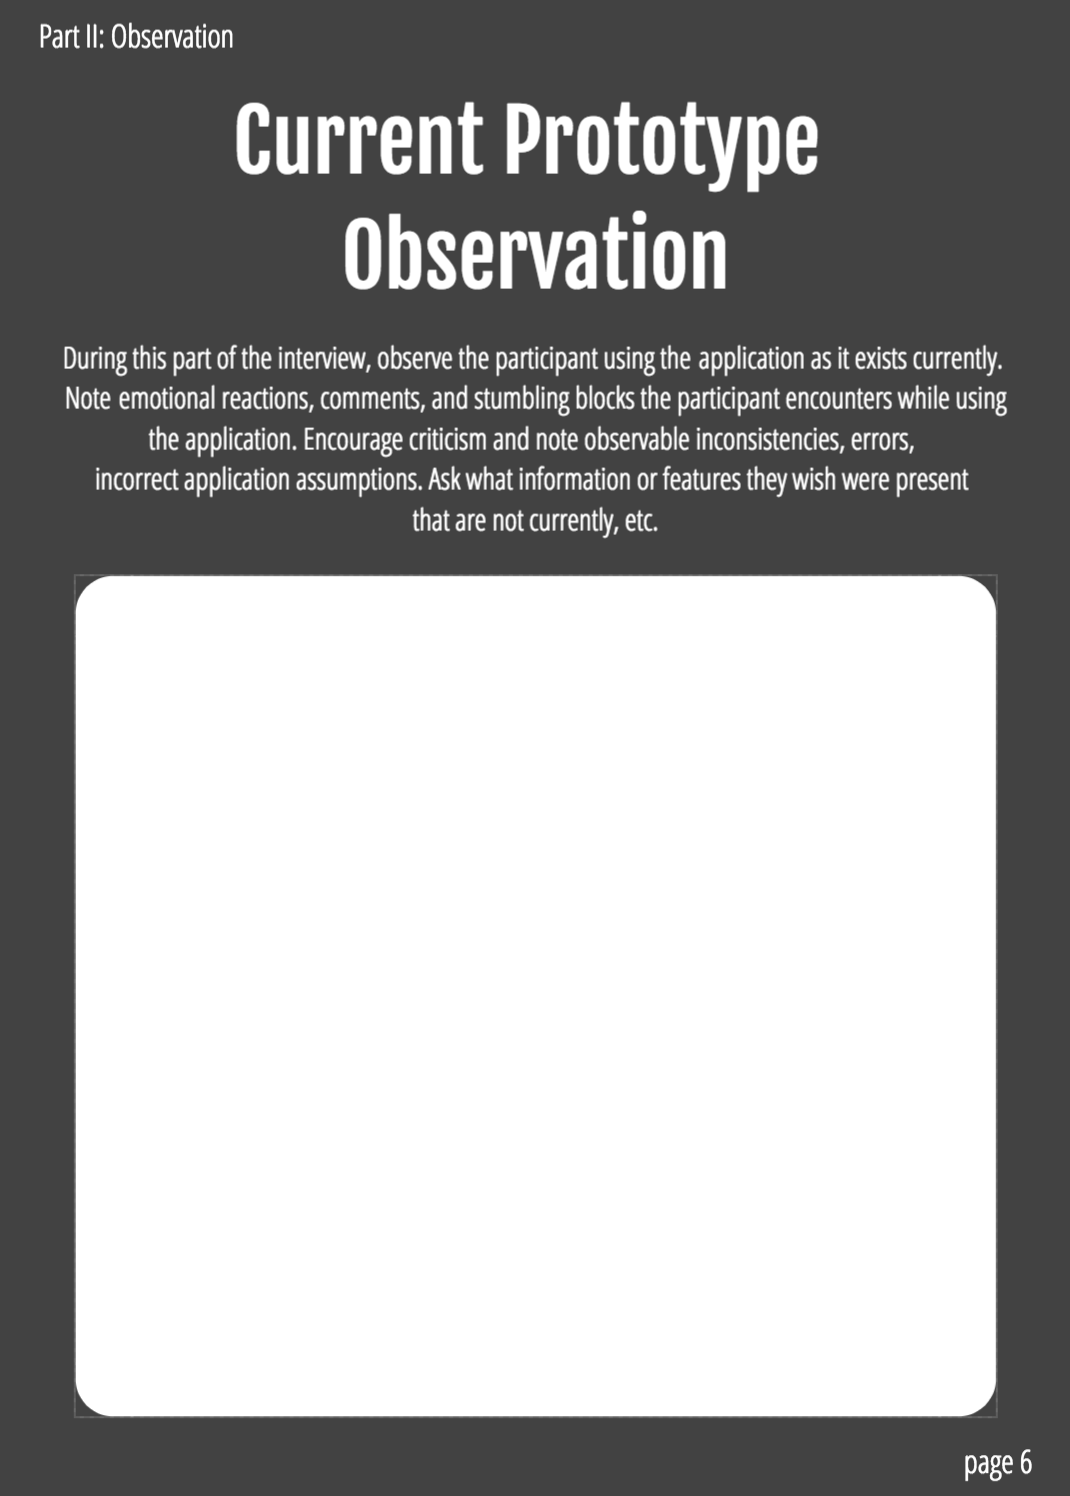 Part II: Observation
Current Prototype
Observation
During this part of the interview, observe the participant using the application as it exists currently.
Note emotional reactions, comments, and stumbling blocks the participant encounters while using
the application. Encourage criticism and note observable inconsistencies, errors,
incorrect application assumptions. Ask what information or features they wish were present
that are not currently, etc.
page 6